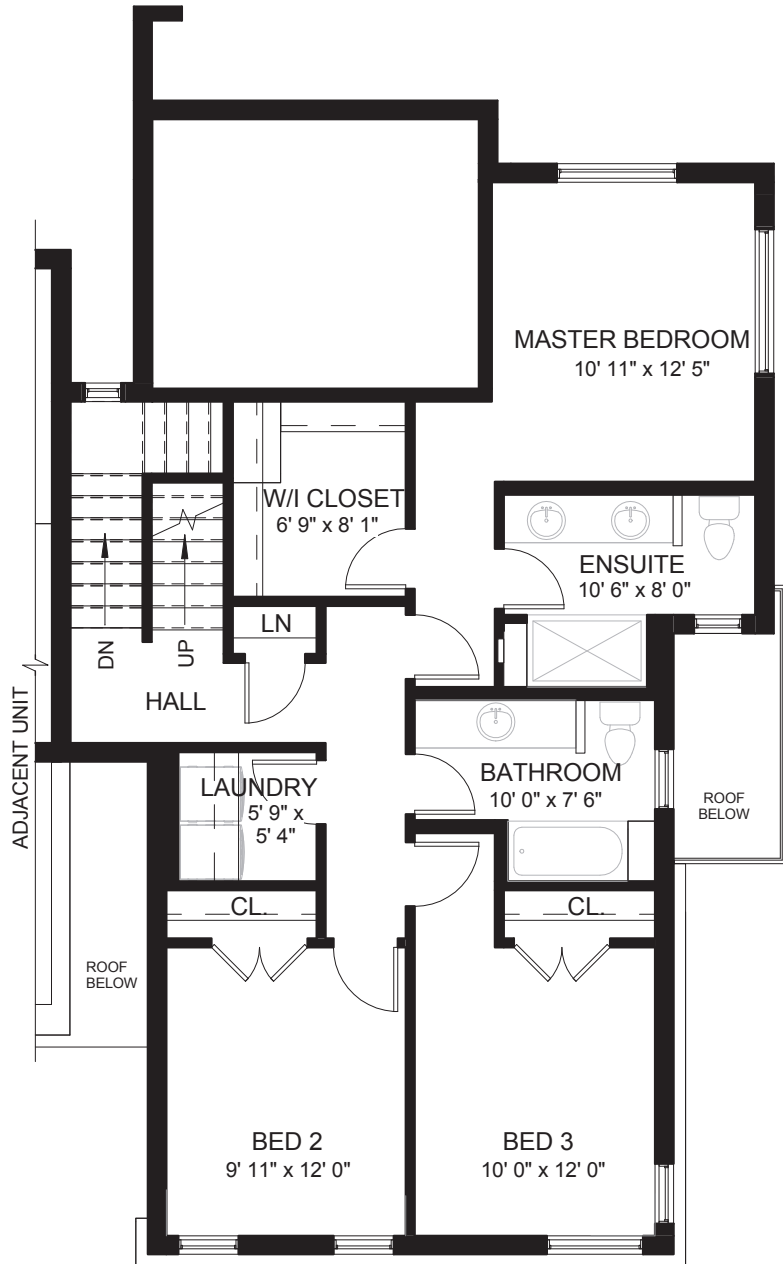 MASTER BEDROOM
10' 11" x 12' 5"
W/I CLOSET
6' 9" x 8' 1"
ENSUITE
10' 6" x 8' 0"
LN
DN
UP
HALL
ADJACENT UNIT
LAUNDRY
5' 9" x
5' 4"
BATHROOM
10' 0" x 7' 6"
ROOF
BELOW
CL.
CL.
ROOF
BELOW
BED 2
9' 11" x 12' 0"
BED 3
10' 0" x 12' 0"